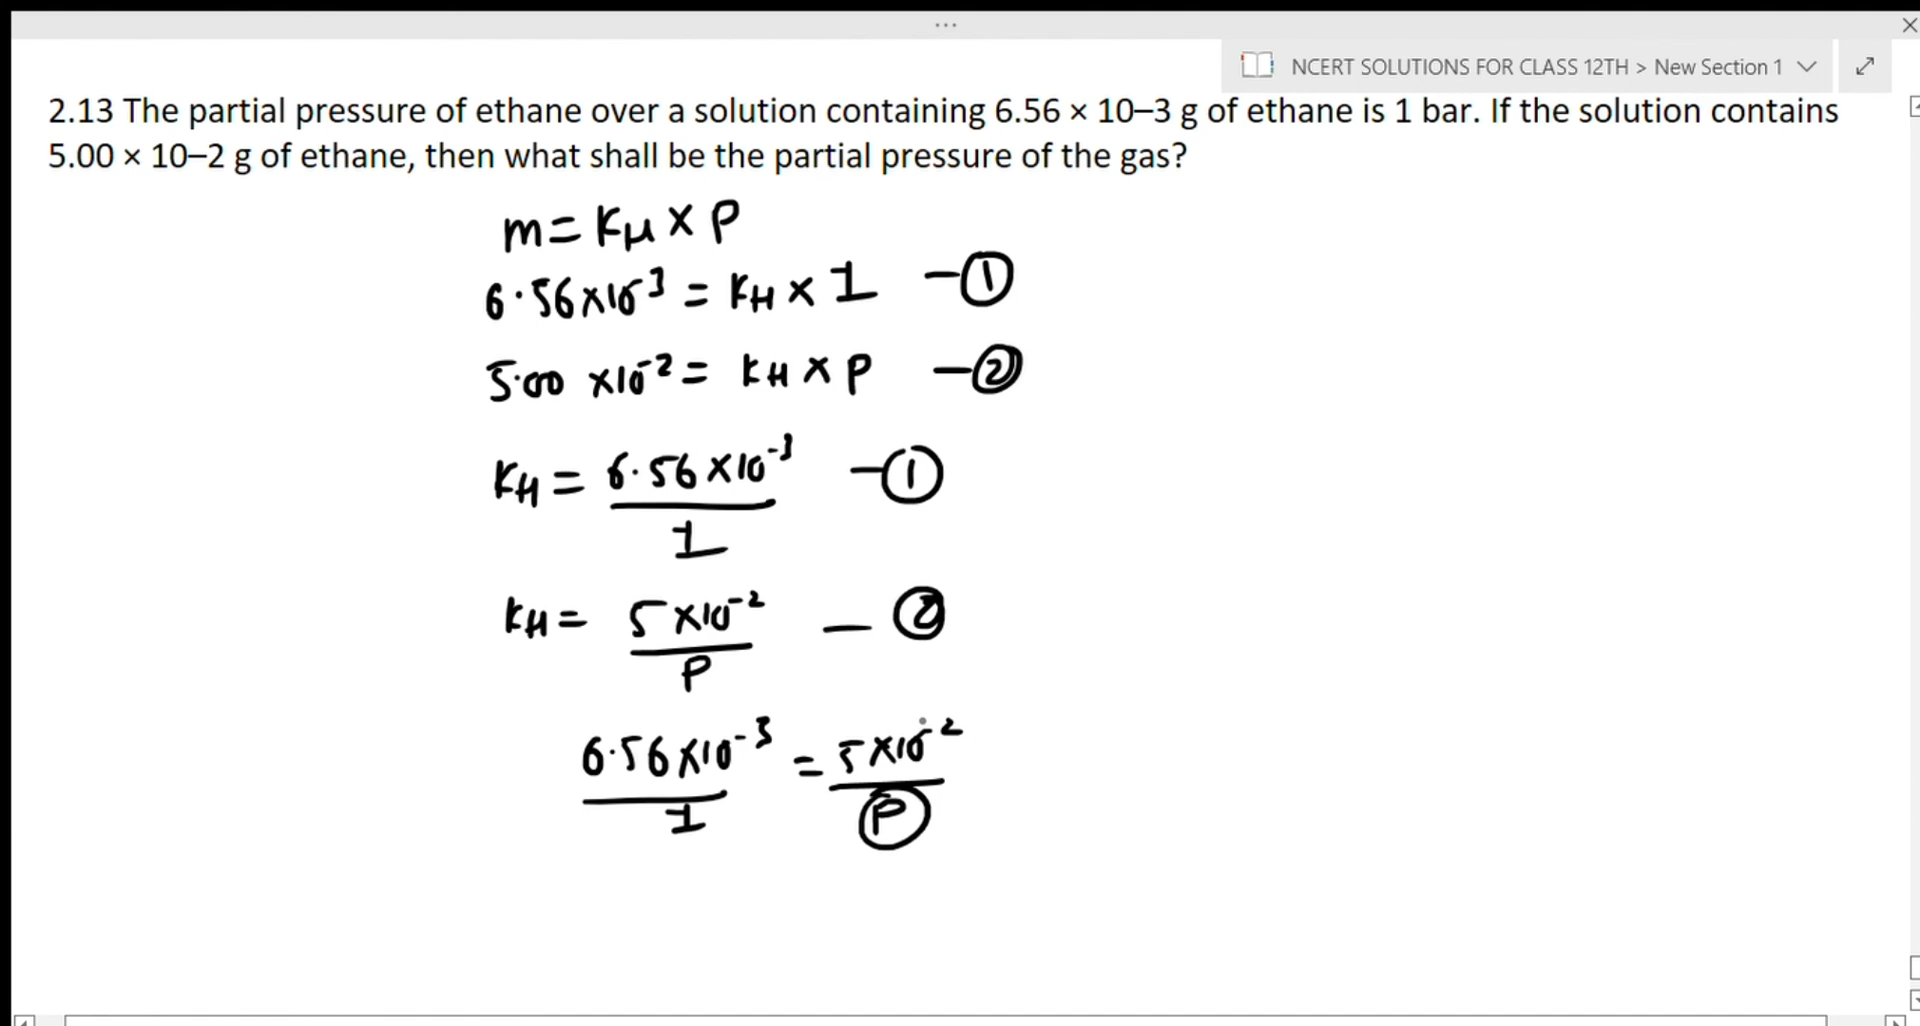 NCERT SOLUTIONS FOR CLASS 12TH > New Section 1
2.13 The partial pressure of ethane over a solution containing 6.56 × 10–3 g of ethane is 1 bar. If the solution contains
5.00 × 10–2 g of ethane, then what shall be the partial pressure of the gas?
m = KH × P
6.56×10⁻³ = KH × 1 — ①
5.00 ×10⁻² = KH × P — ②
KH = 6.56 ×10⁻³ — ①
1
KH = 5 ×10⁻² — ②
P
6.56×10⁻³ = 5 ×10⁻²
1 P